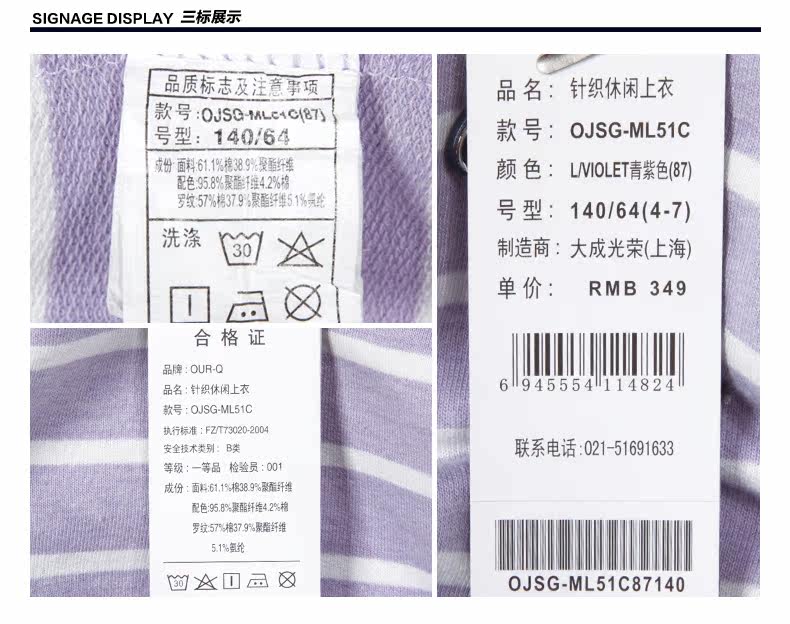 SIGNAGE DISPLAY 三标展示
品质标志及注意事项
款号:OJSG-ML51C(87)
号型: 140/64
成份: 面料:61.1%棉38.9%聚酯纤维
配色:95.8%聚酯纤维4.2%棉
罗纹:57%棉37.9%聚酯纤维5.1%氨纶
洗涤
30
合格证
品牌: OUR-Q
品名: 针织休闲上衣
款号: OJSG-ML51C
执行标准: FZ/T73020-2004
安全技术类别: B类
等级: 一等品 检验员: 001
成份: 面料:61.1%棉38.9%聚酯纤维
配色:95.8%聚酯纤维4.2%棉
罗纹:57%棉37.9%聚酯纤维
5.1%氨纶
30
品名: 针织休闲上衣
款号: OJSG-ML51C
颜色: L/VIOLET青紫色(87)
号型: 140/64(4-7)
制造商: 大成光荣(上海)
单价: RMB 349
6 945554 114824
联系电话:021-51691633
OJSG-ML51C87140